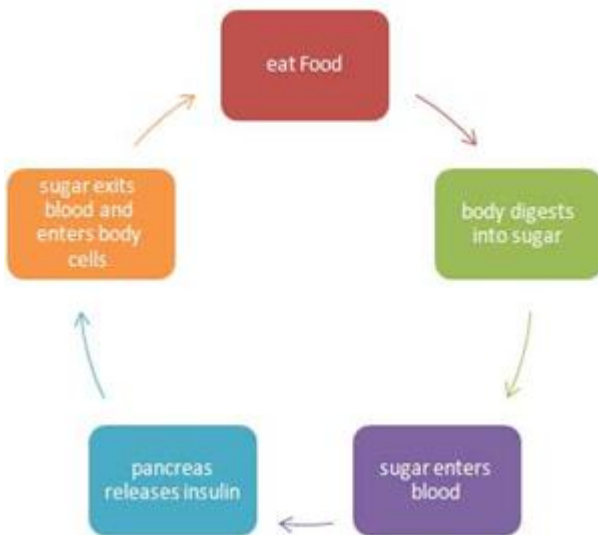 eat Food
body digests
into sugar
sugar enters
blood
pancreas
releases insulin
sugar exits
blood and
enters body
cells